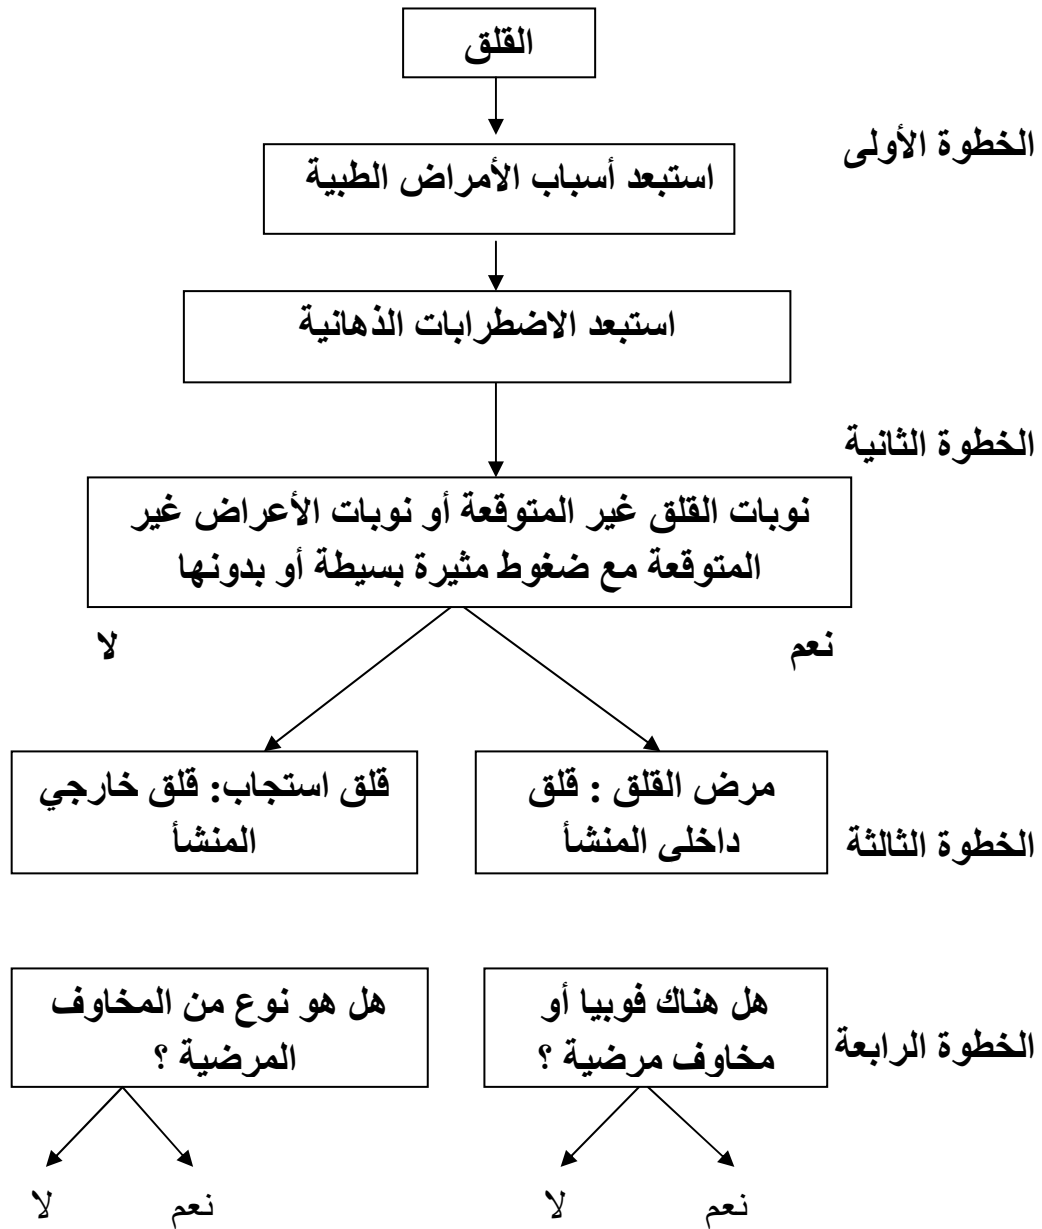 القلق
الخطوة الأولى
استبعد أسباب الأمراض الطبية
استبعد الاضطرابات الذهانية
الخطوة الثانية
نوبات القلق غير المتوقعة أو نوبات الأعراض غير
المتوقعة مع ضغوط مثيرة بسيطة أو بدونها
نعم
لا
الخطوة الثالثة
مرض القلق : قلق
داخلى المنشأ
قلق استجاب: قلق خارجي
المنشأ
الخطوة الرابعة
هل هناك فوبيا أو
مخاوف مرضية ؟
هل هو نوع من المخاوف
المرضية ؟
نعم
لا
نعم
لا